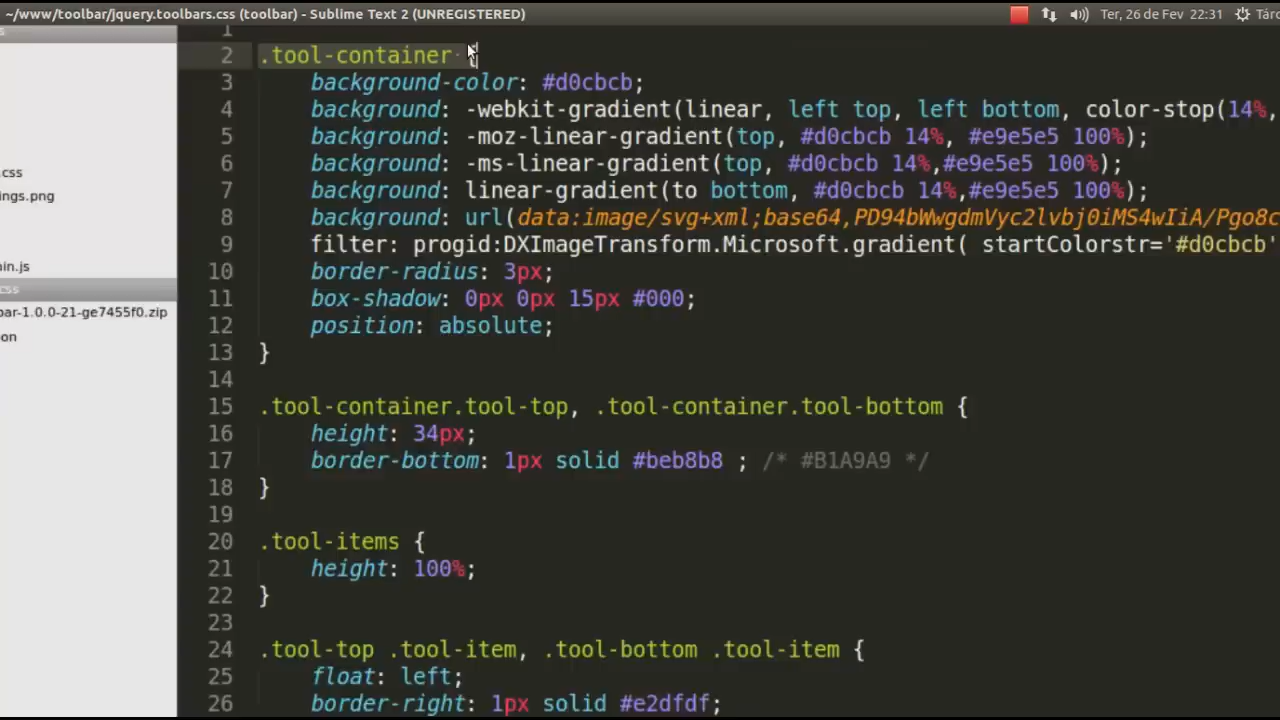 ~/www/toolbar/jquery.toolbars.css (toolbar) - Sublime Text 2 (UNREGISTERED)
Ter, 26 de Fev 22:31
Tárc
s
.css
ings.png
in.js
css
bar-1.0.0-21-ge7455f0.zip
on
1
2 .tool-container {
3 background-color: #d0cbcb;
4 background: -webkit-gradient(linear, left top, left bottom, color-stop(14%,
5 background: -moz-linear-gradient(top, #d0cbcb 14%, #e9e5e5 100%);
6 background: -ms-linear-gradient(top, #d0cbcb 14%,#e9e5e5 100%);
7 background: linear-gradient(to bottom, #d0cbcb 14%,#e9e5e5 100%);
8 background: url(data:image/svg+xml;base64,PD94bWwgdmVyc2lvbj0iMS4wIiA/Pgo8c
9 filter: progid:DXImageTransform.Microsoft.gradient( startColorstr='#d0cbcb'
10 border-radius: 3px;
11 box-shadow: 0px 0px 15px #000;
12 position: absolute;
13 }
14
15 .tool-container.tool-top, .tool-container.tool-bottom {
16 height: 34px;
17 border-bottom: 1px solid #beb8b8 ; /* #B1A9A9 */
18 }
19
20 .tool-items {
21 height: 100%;
22 }
23
24 .tool-top .tool-item, .tool-bottom .tool-item {
25 float: left;
26 border-right: 1px solid #e2dfdf;